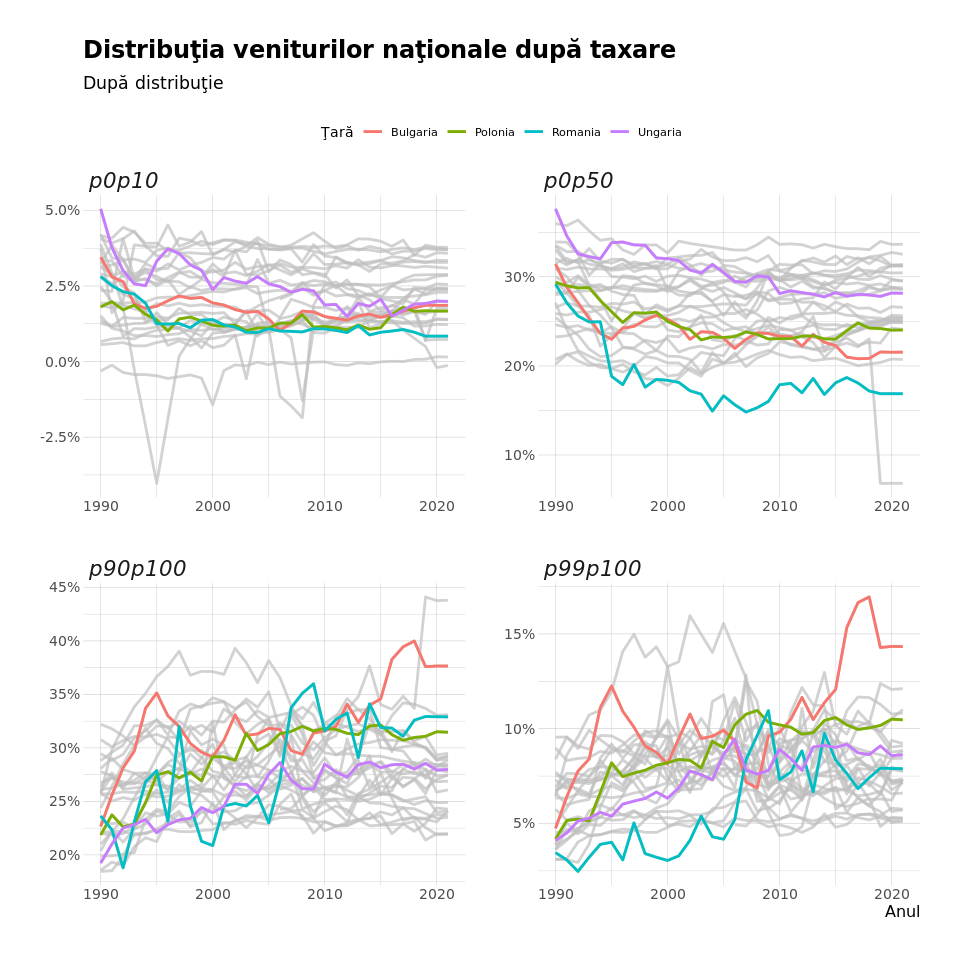 Distribuţia veniturilor naţionale după taxare
După distribuţie
Ţară Bulgaria Polonia Romania Ungaria
p0p10
5.0%
2.5%
0.0%
-2.5%
1990 2000 2010 2020
p0p50
30%
20%
10%
1990 2000 2010 2020
p90p100
45%
40%
35%
30%
25%
20%
1990 2000 2010 2020
p99p100
15%
10%
5%
1990 2000 2010 2020
Anul